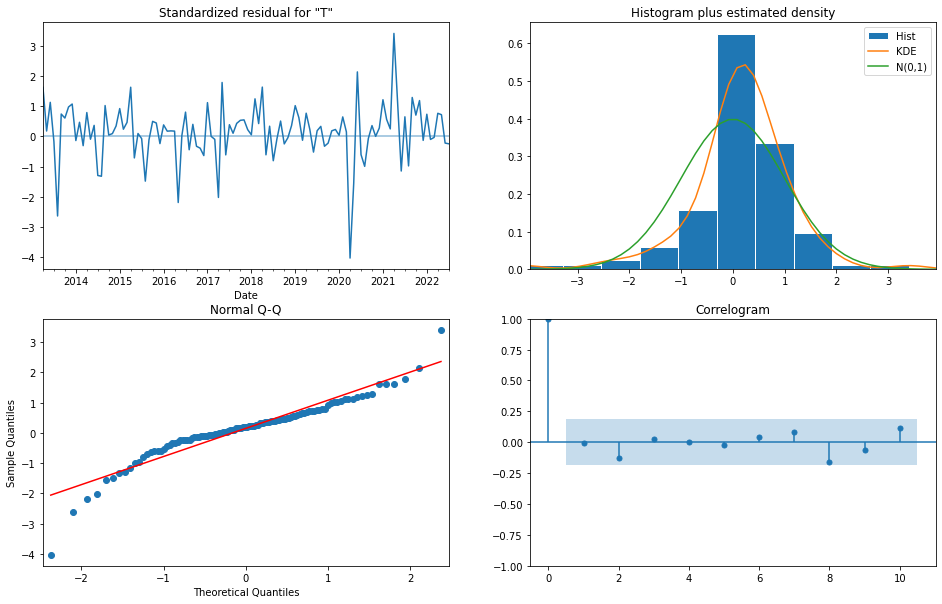 Standardized residual for "T"
3
2
1
0
−1
−2
−3
−4
2014 2015 2016 2017 2018 2019 2020 2021 2022
Date
Histogram plus estimated density
Hist
KDE
N(0,1)
0.6
0.5
0.4
0.3
0.2
0.1
0.0
−3 −2 −1 0 1 2 3
Normal Q-Q
Sample Quantiles
3
2
1
0
−1
−2
−3
−4
−2 −1 0 1 2
Theoretical Quantiles
Correlogram
1.00
0.75
0.50
0.25
0.00
−0.25
−0.50
−0.75
−1.00
0 2 4 6 8 10